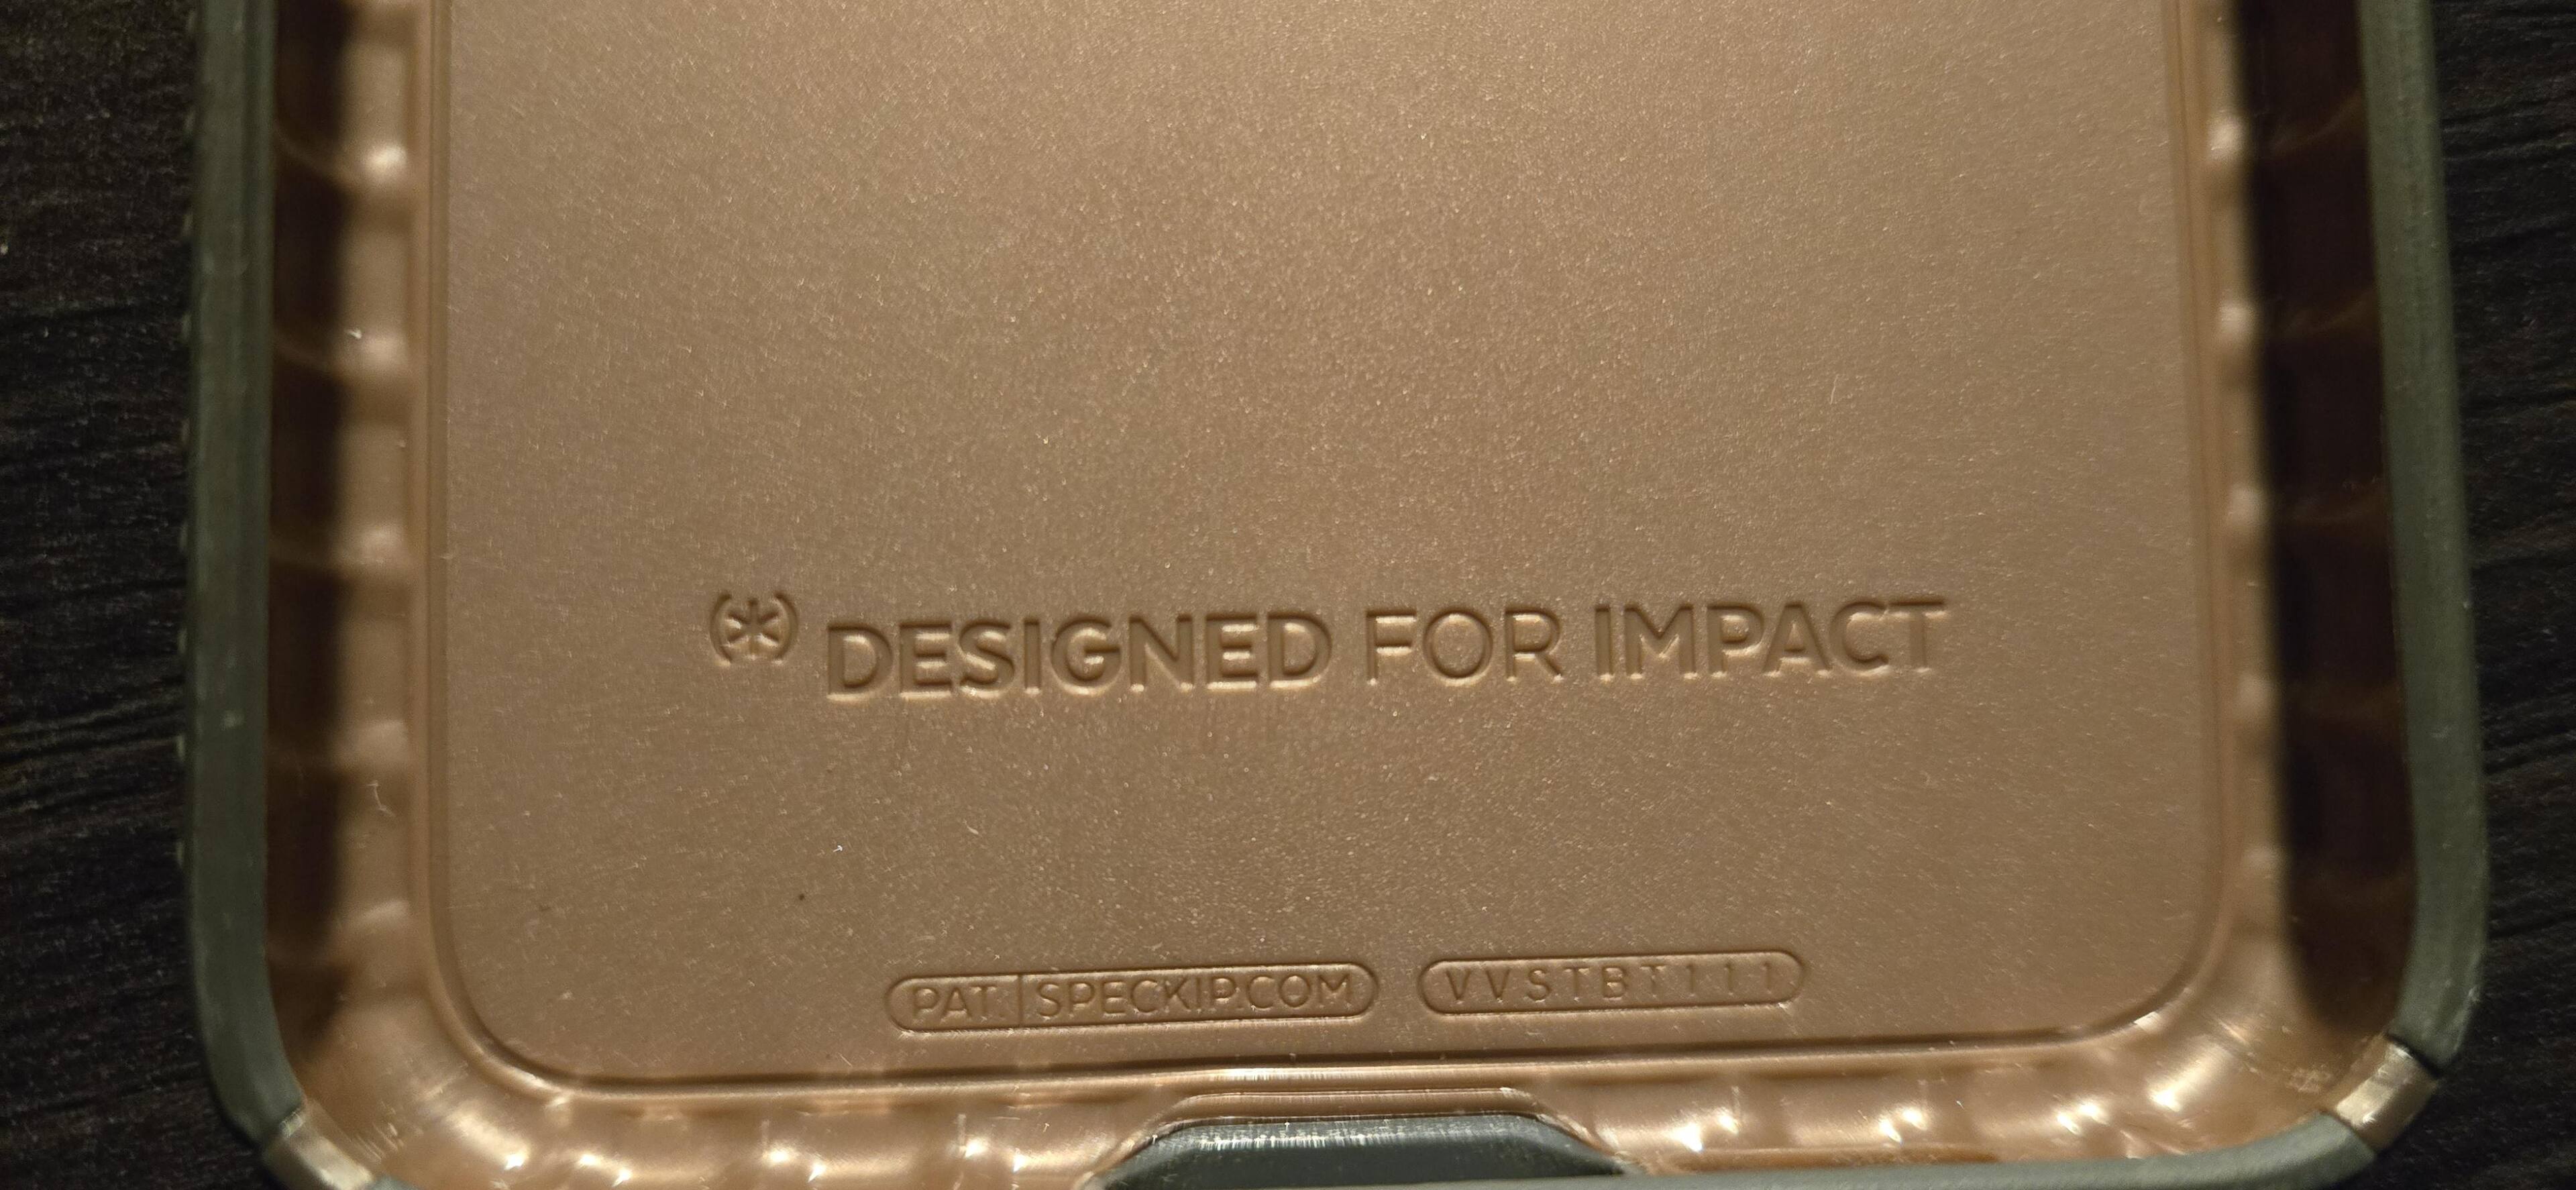 (*) DESIGNED FOR IMPACT
PAT. | SPECKIP.COM VVSTBT111